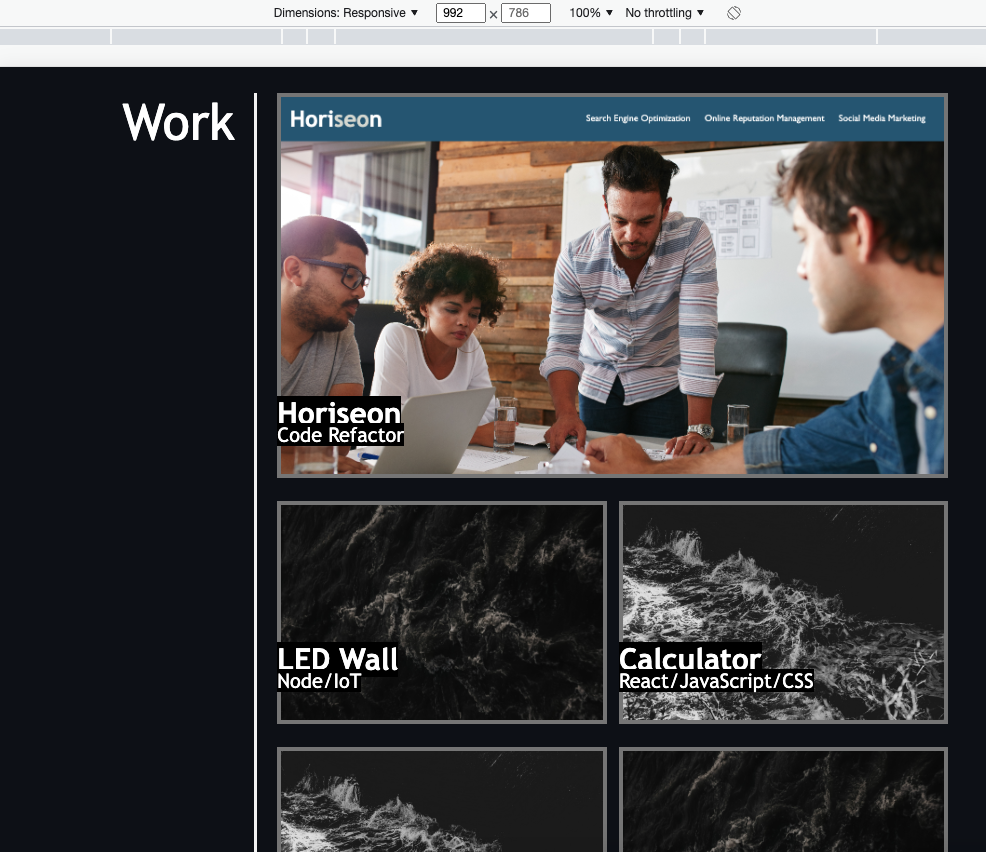 Dimensions: Responsive ▼ 992 × 786 100% ▼ No throttling ▼
Work
Horiseon Search Engine Optimization Online Reputation Management Social Media Marketing
Horiseon
Code Refactor
LED Wall
Node/IoT
Calculator
React/JavaScript/CSS